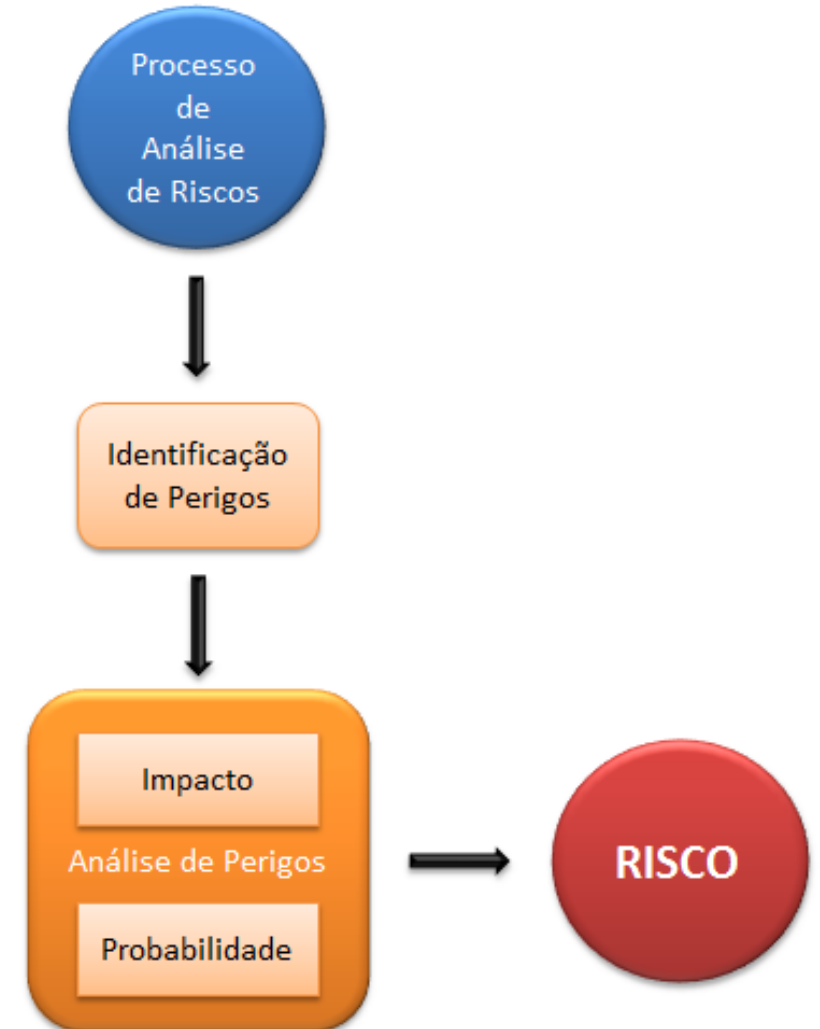 Processo
de
Análise
de Riscos
Identificação
de Perigos
Impacto
Análise de Perigos
Probabilidade
RISCO